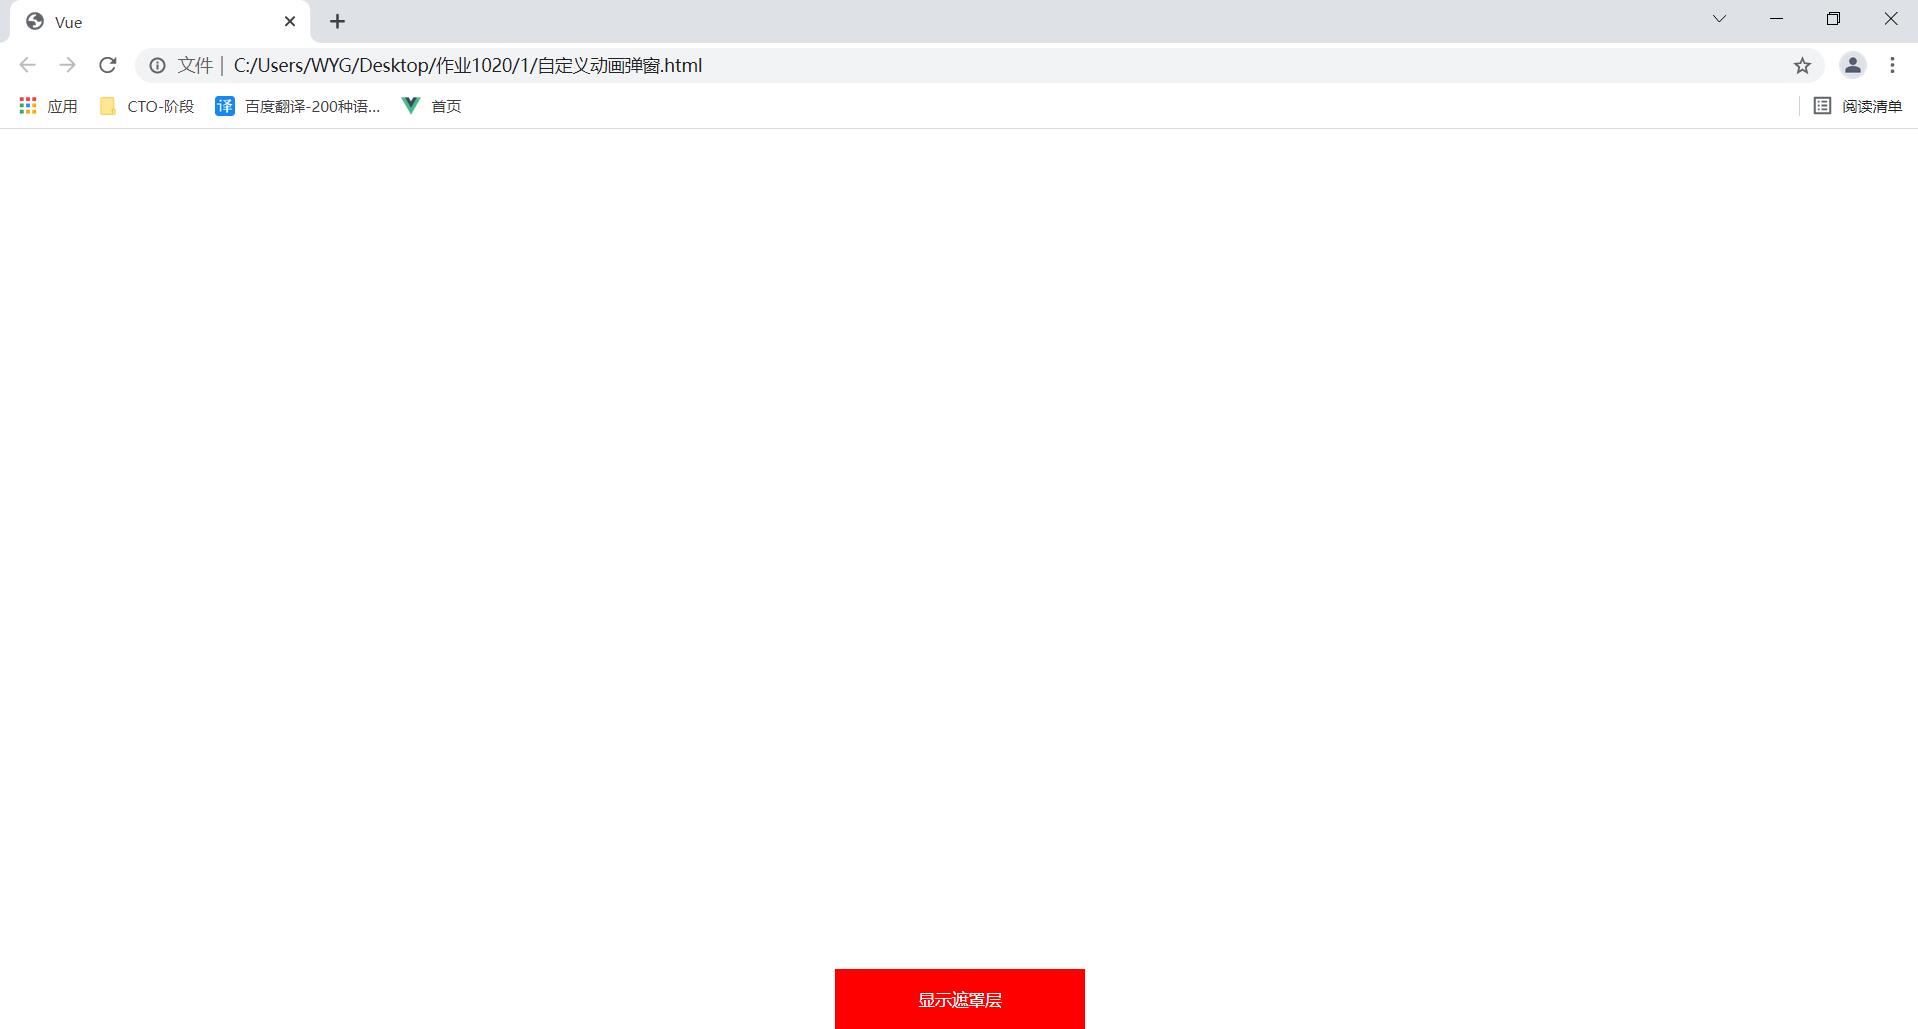 Vue
文件 | C:/Users/WYG/Desktop/作业1020/1/自定义动画弹窗.html
应用 CTO-阶段 译 百度翻译-200种语... 首页 阅读清单
显示遮罩层